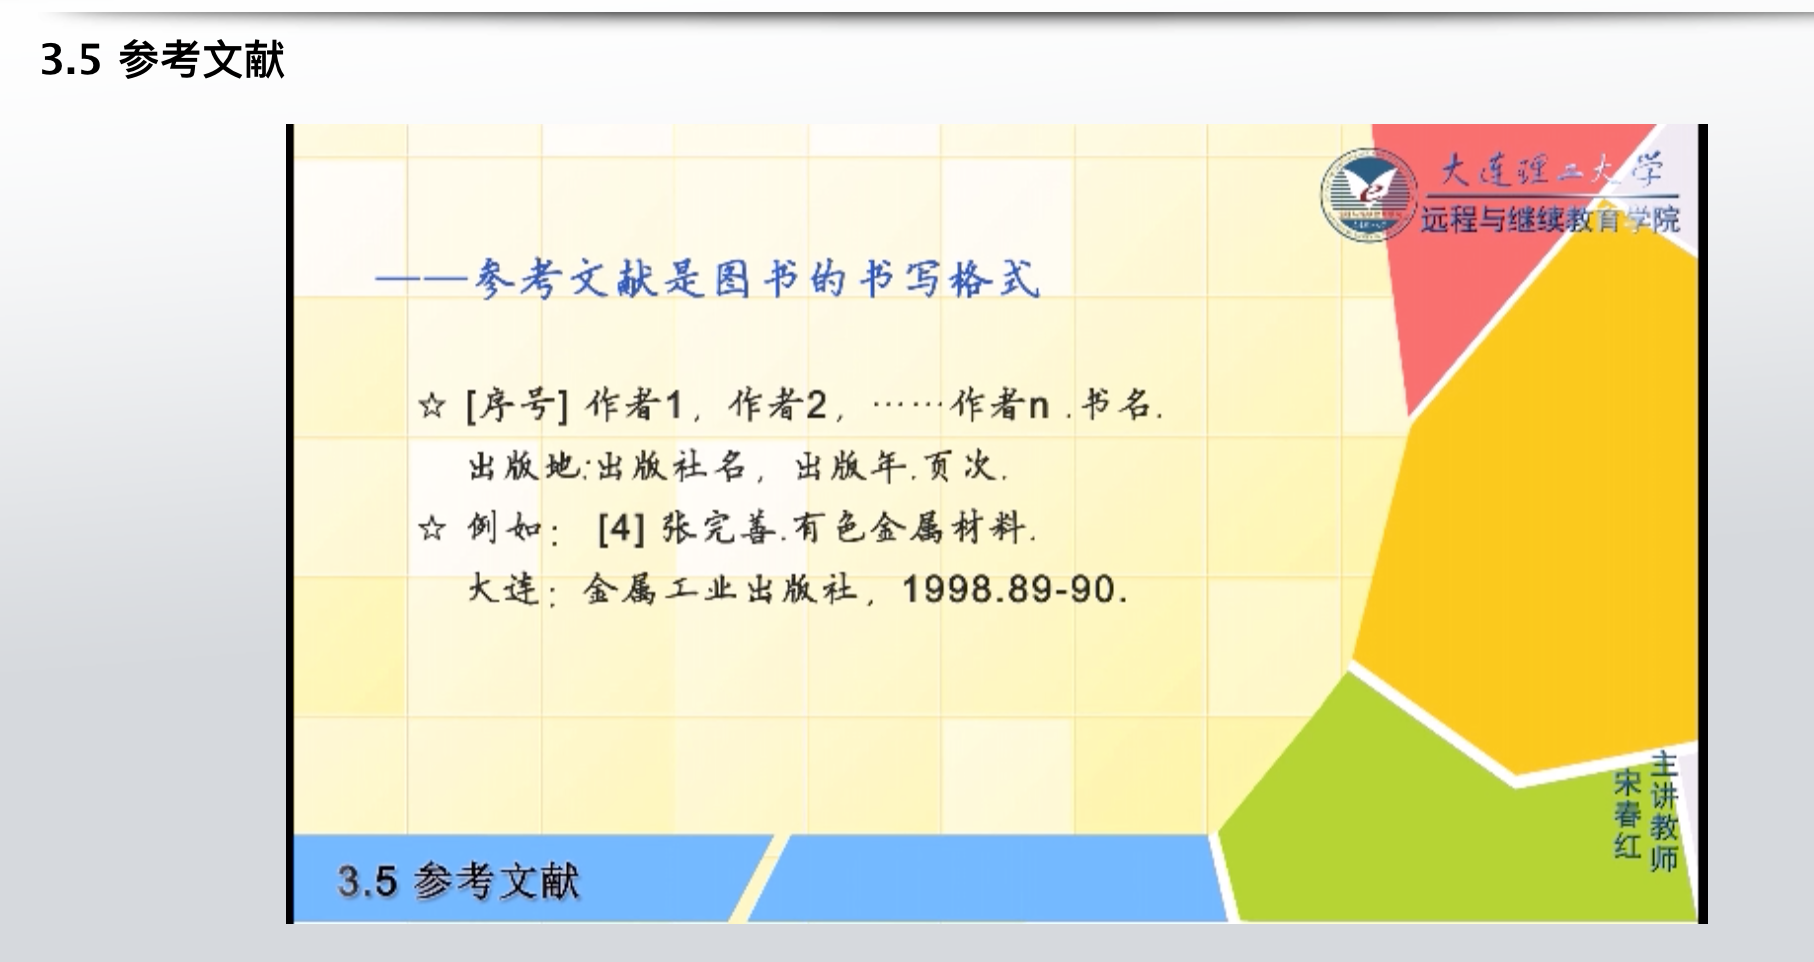 3.5 参考文献
大连理工大学
远程与继续教育学院
——参考文献是图书的书写格式
☆ [序号] 作者1, 作者2, ……作者n .书名.
出版地:出版社名, 出版年.页次.
☆ 例如: [4] 张完善.有色金属材料.
大连: 金属工业出版社, 1998.89-90.
主讲教师
宋春红
3.5 参考文献